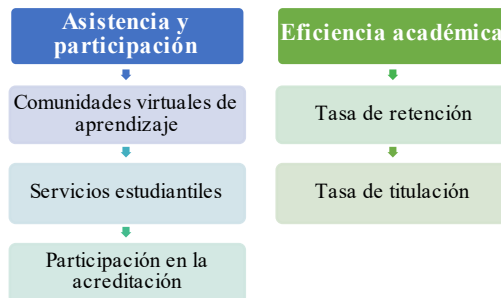 Asistencia y
participación
Comunidades virtuales de
aprendizaje
Servicios estudiantiles
Participación en la
acreditación
Eficiencia académica
Tasa de retención
Tasa de titulación